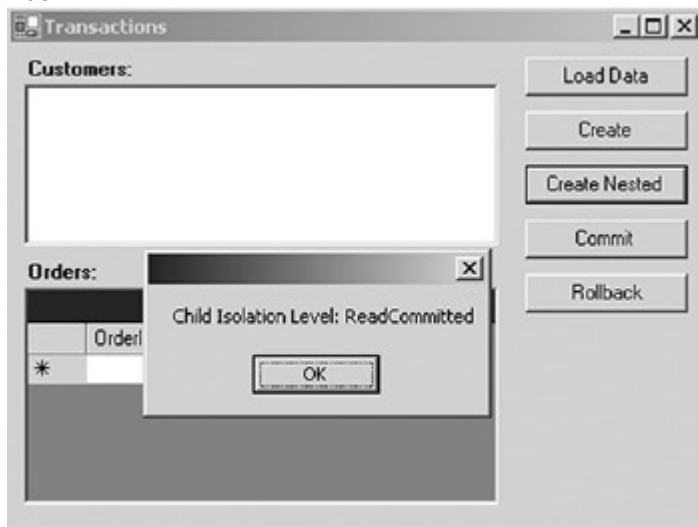 Transactions
Customers:
Load Data
Create
Create Nested
Commit
Rollback
Orders:
Child Isolation Level: ReadCommitted
OK
*